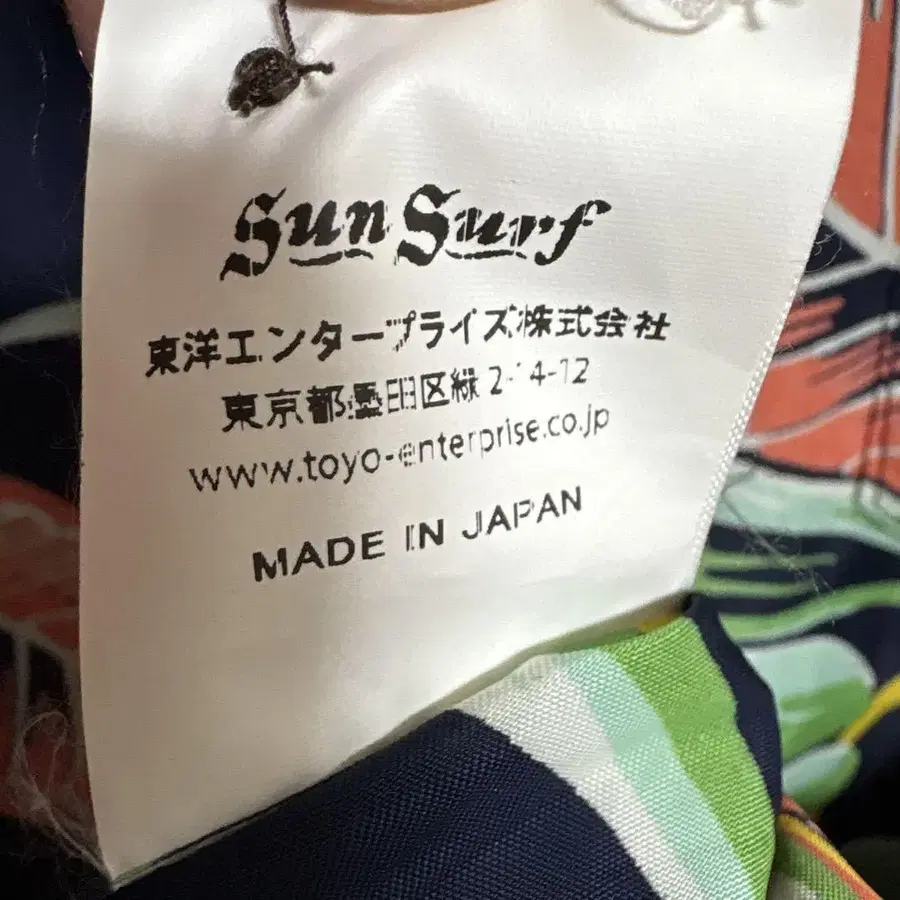 Sun Surf
東洋エンタープライズ株式会社
東京都墨田区緑 2-14-12
www.toyo-enterprise.co.jp
MADE IN JAPAN